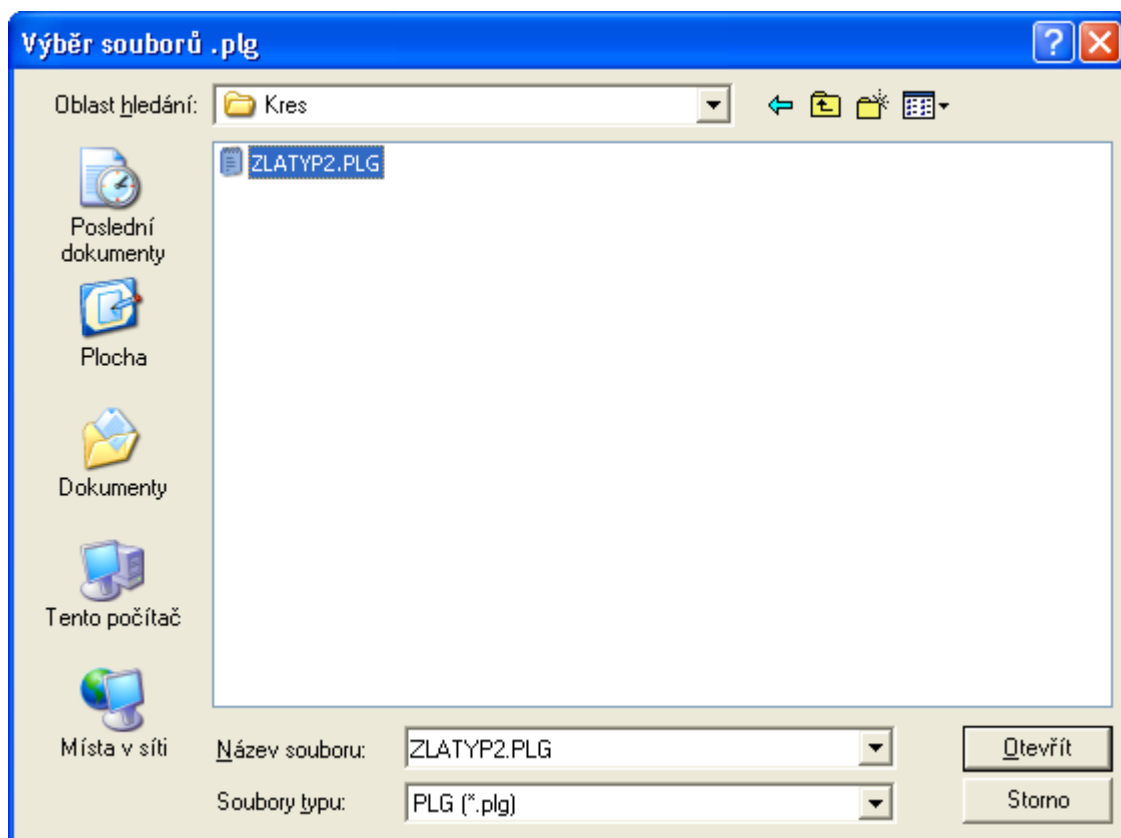 Výběr souborů .plg
Oblast hledání:
Kres
ZLATYP2.PLG
Poslední
dokumenty
Plocha
Dokumenty
Tento počítač
Místa v síti
Název souboru:
ZLATYP2.PLG
Otevřít
Soubory typu:
PLG (*.plg)
Storno